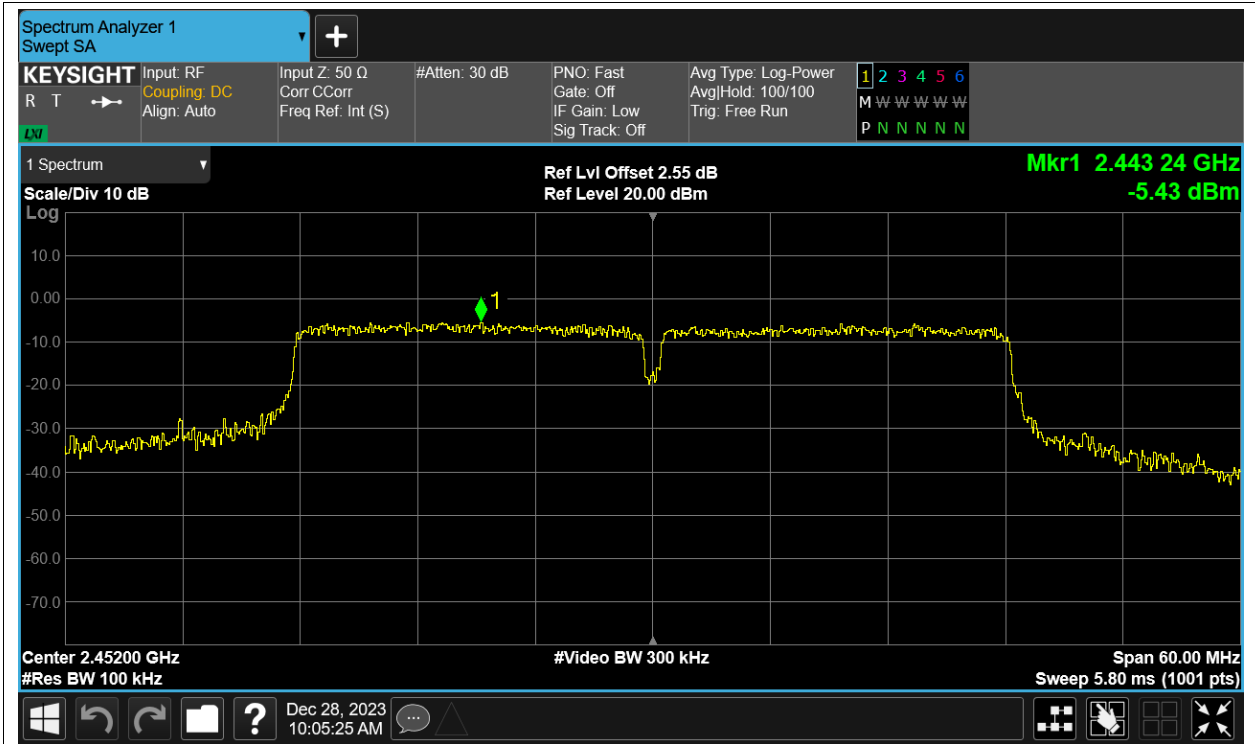 Spectrum Analyzer 1
Swept SA
KEYSIGHT
R T
LXI
Input: RF
Coupling: DC
Align: Auto
Input Z: 50 Ω
Corr CCorr
Freq Ref: Int (S)
#Atten: 30 dB
PNO: Fast
Gate: Off
IF Gain: Low
Sig Track: Off
Avg Type: Log-Power
Avg|Hold: 100/100
Trig: Free Run
1 2 3 4 5 6
M W W W W W
P N N N N N
1 Spectrum
Scale/Div 10 dB
Log
Ref Lvl Offset 2.55 dB
Ref Level 20.00 dBm
Mkr1 2.443 24 GHz
-5.43 dBm
10.0
0.00
1
-10.0
-20.0
-30.0
-40.0
-50.0
-60.0
-70.0
Center 2.45200 GHz
#Video BW 300 kHz
Span 60.00 MHz
#Res BW 100 kHz
Sweep 5.80 ms (1001 pts)
Dec 28, 2023
10:05:25 AM